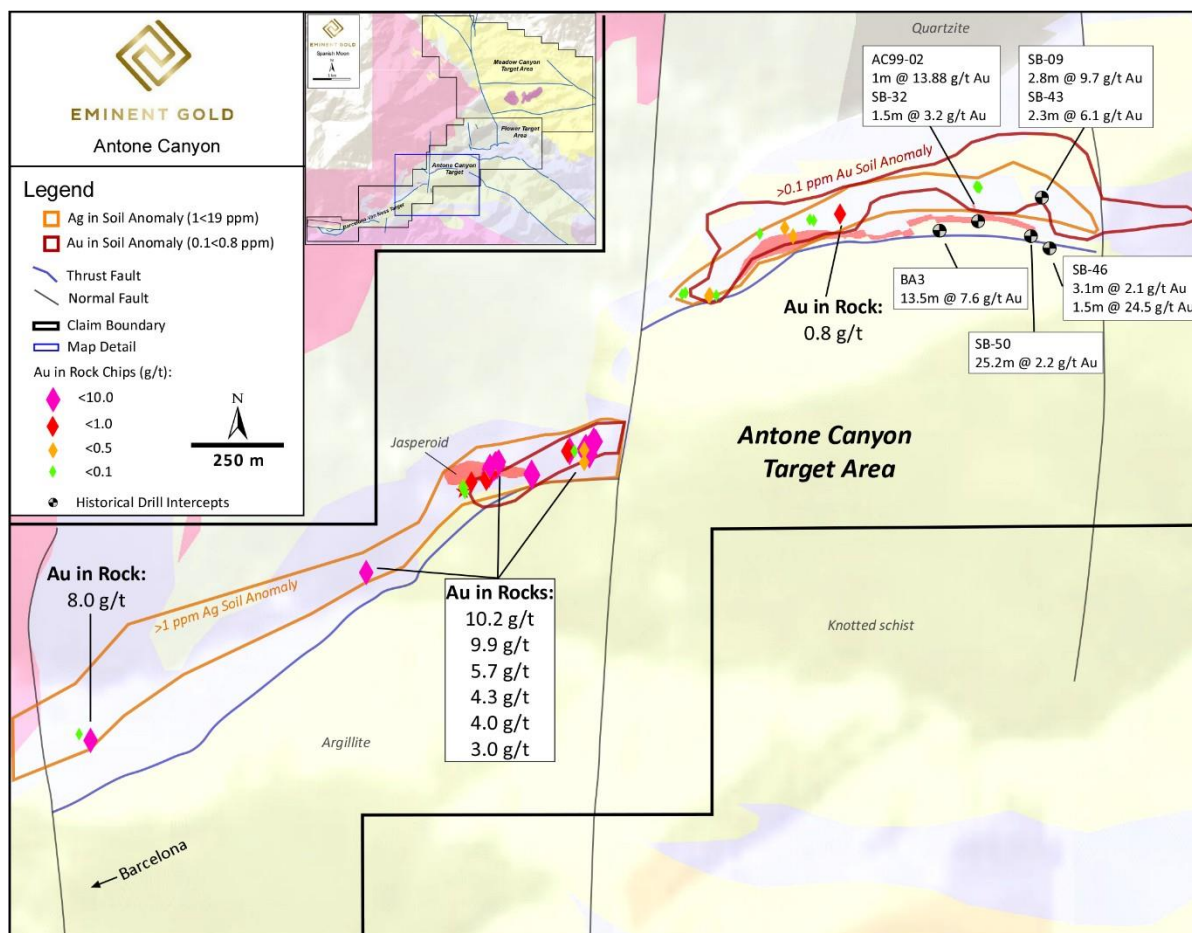 EMINENT GOLD
Antone Canyon
Legend
Ag in Soil Anomaly (1<19 ppm)
Au in Soil Anomaly (0.1<0.8 ppm)
Thrust Fault
Normal Fault
Claim Boundary
Map Detail
Au in Rock Chips (g/t):
<10.0
<1.0
<0.5
<0.1
N
250 m
Historical Drill Intercepts
EMINENT GOLD
Spanish Moon
Meadow Canyon
Target Area
Flower Target
Area
Antone Canyon
Target
Quartzite
AC99-02
1m @ 13.88 g/t Au
SB-32
1.5m @ 3.2 g/t Au
SB-09
2.8m @ 9.7 g/t Au
SB-43
2.3m @ 6.1 g/t Au
>0.1 ppm Au Soil Anomaly
BA3
13.5m @ 7.6 g/t Au
SB-46
3.1m @ 2.1 g/t Au
1.5m @ 24.5 g/t Au
SB-50
25.2m @ 2.2 g/t Au
Au in Rock:
0.8 g/t
Jasperoid
Antone Canyon
Target Area
>1 ppm Ag Soil Anomaly
Au in Rock:
8.0 g/t
Au in Rocks:
10.2 g/t
9.9 g/t
5.7 g/t
4.3 g/t
4.0 g/t
3.0 g/t
Knotted schist
Argillite
Barcelona